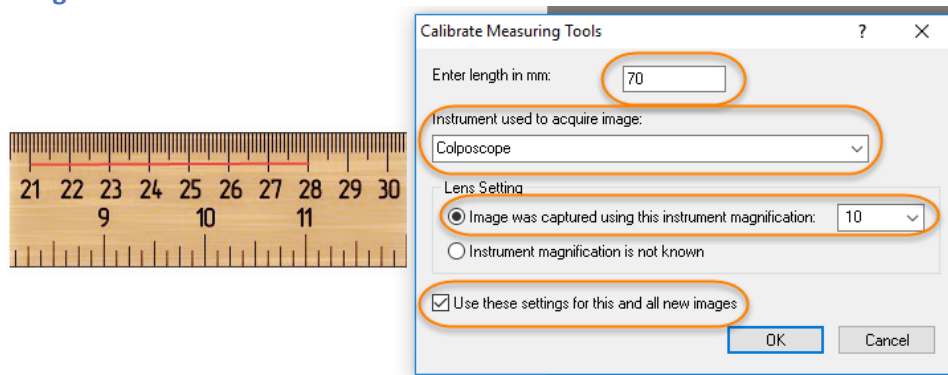 21 22 23 24 25 26 27 28 29 30
9 10 11
Calibrate Measuring Tools
Enter length in mm:
70
Instrument used to acquire image:
Colposcope
Lens Setting
Image was captured using this instrument magnification:
10
Instrument magnification is not known
Use these settings for this and all new images
OK
Cancel